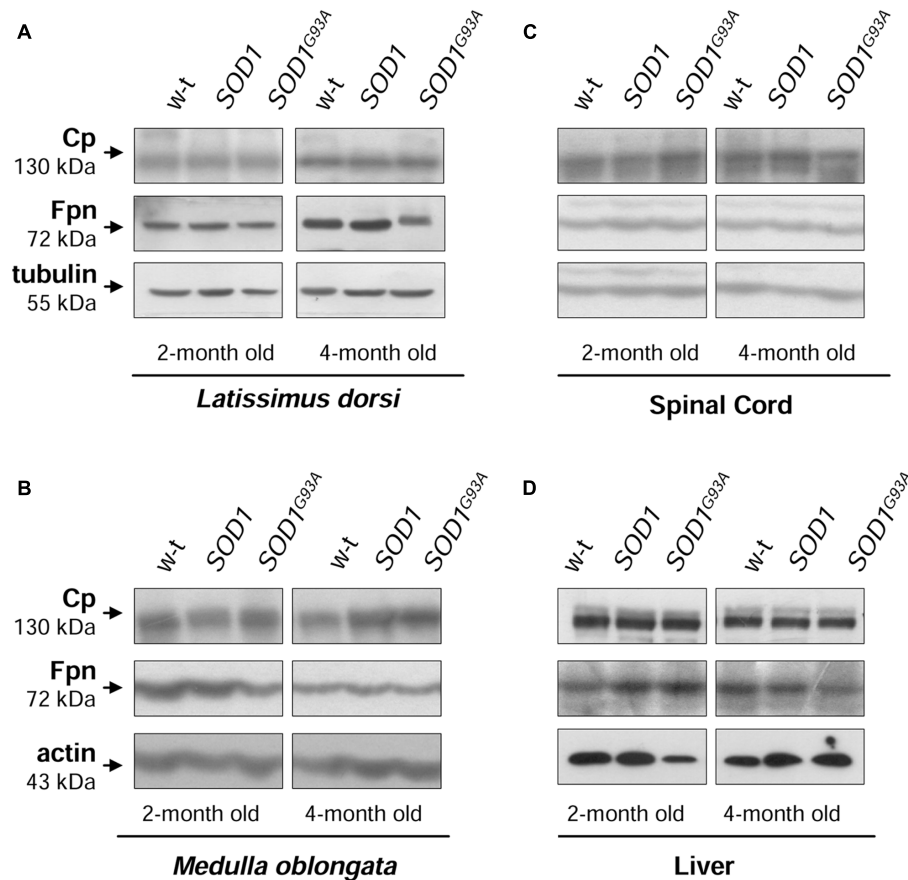 A
w-t SOD1 SOD1G93A w-t SOD1 SOD1G93A
Cp
130 kDa
Fpn
72 kDa
tubulin
55 kDa
2-month old 4-month old
Latissimus dorsi
C
w-t SOD1 SOD1G93A w-t SOD1 SOD1G93A
2-month old 4-month old
Spinal Cord
B
w-t SOD1 SOD1G93A w-t SOD1 SOD1G93A
Cp
130 kDa
Fpn
72 kDa
actin
43 kDa
2-month old 4-month old
Medulla oblongata
D
w-t SOD1 SOD1G93A w-t SOD1 SOD1G93A
2-month old 4-month old
Liver